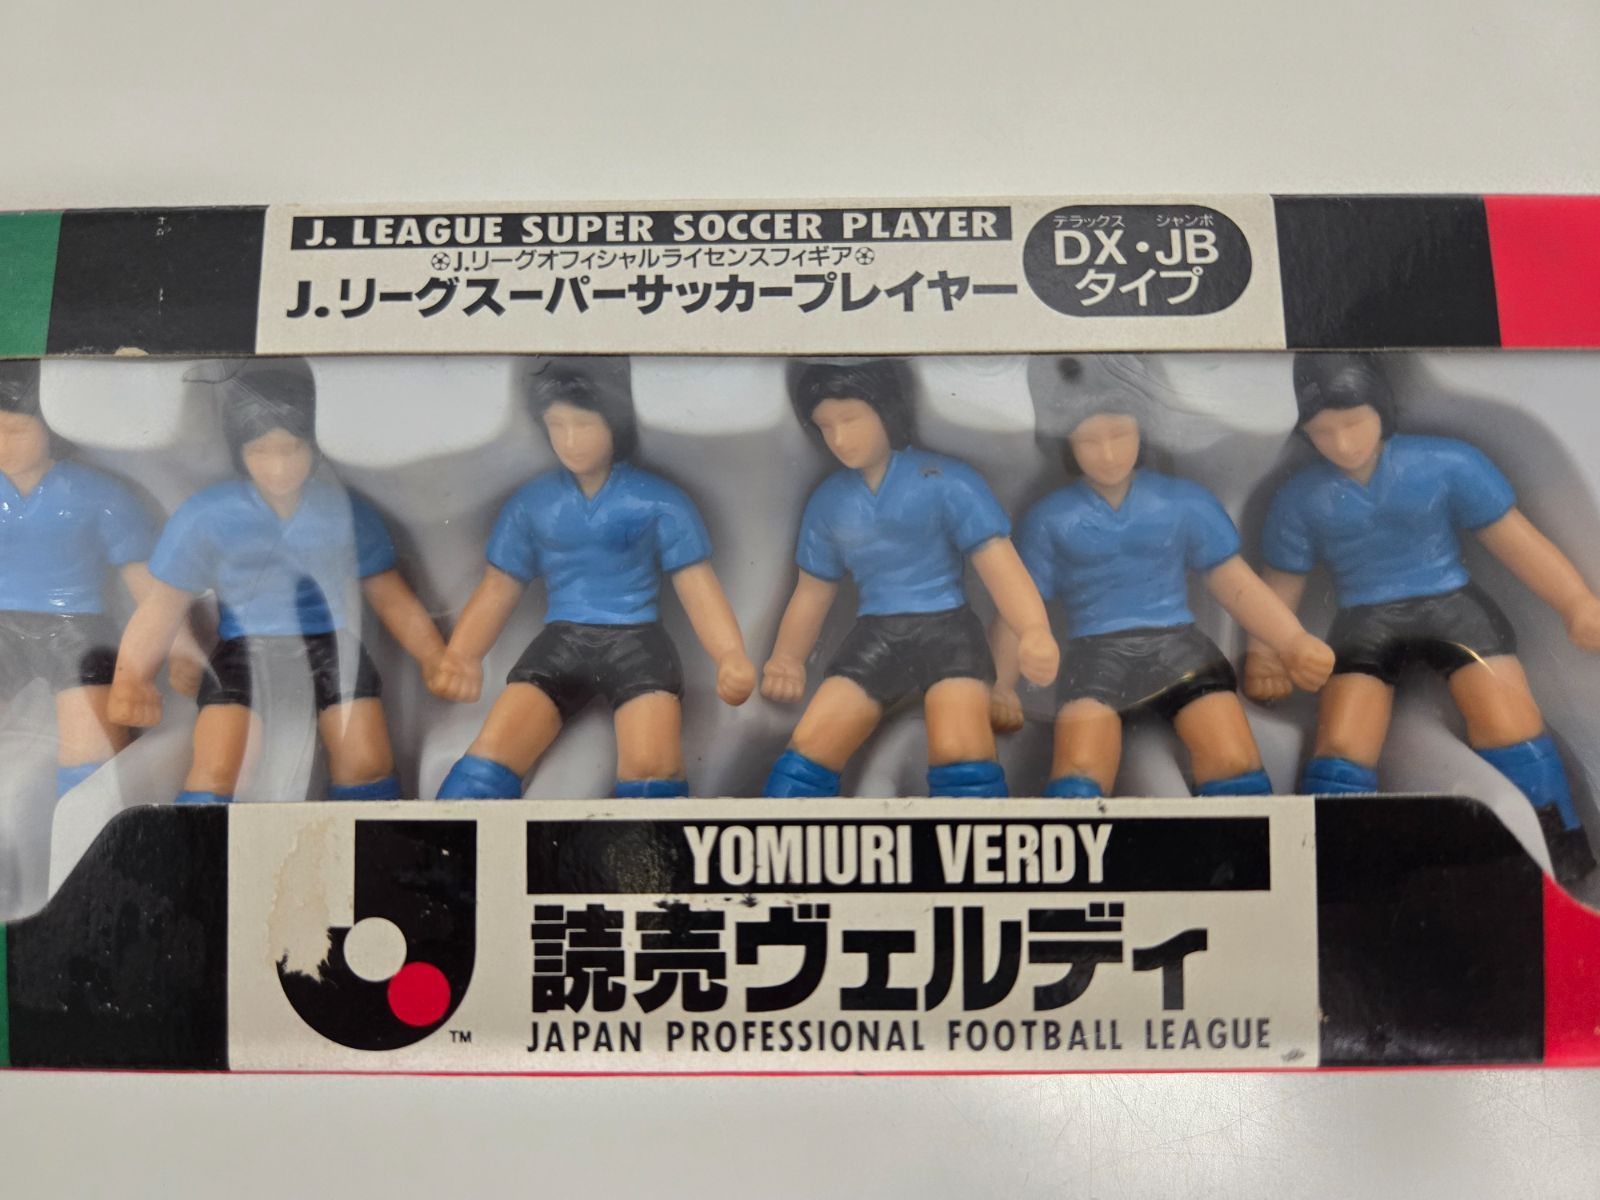 J. LEAGUE SUPER SOCCER PLAYER
J.リーグオフィシャルライセンスフィギア
J.リーグスーパーサッカープレイヤー
デラックス ジャンボ
DX・JB
タイプ
YOMIURI VERDY
読売ヴェルディ
JAPAN PROFESSIONAL FOOTBALL LEAGUE
TM